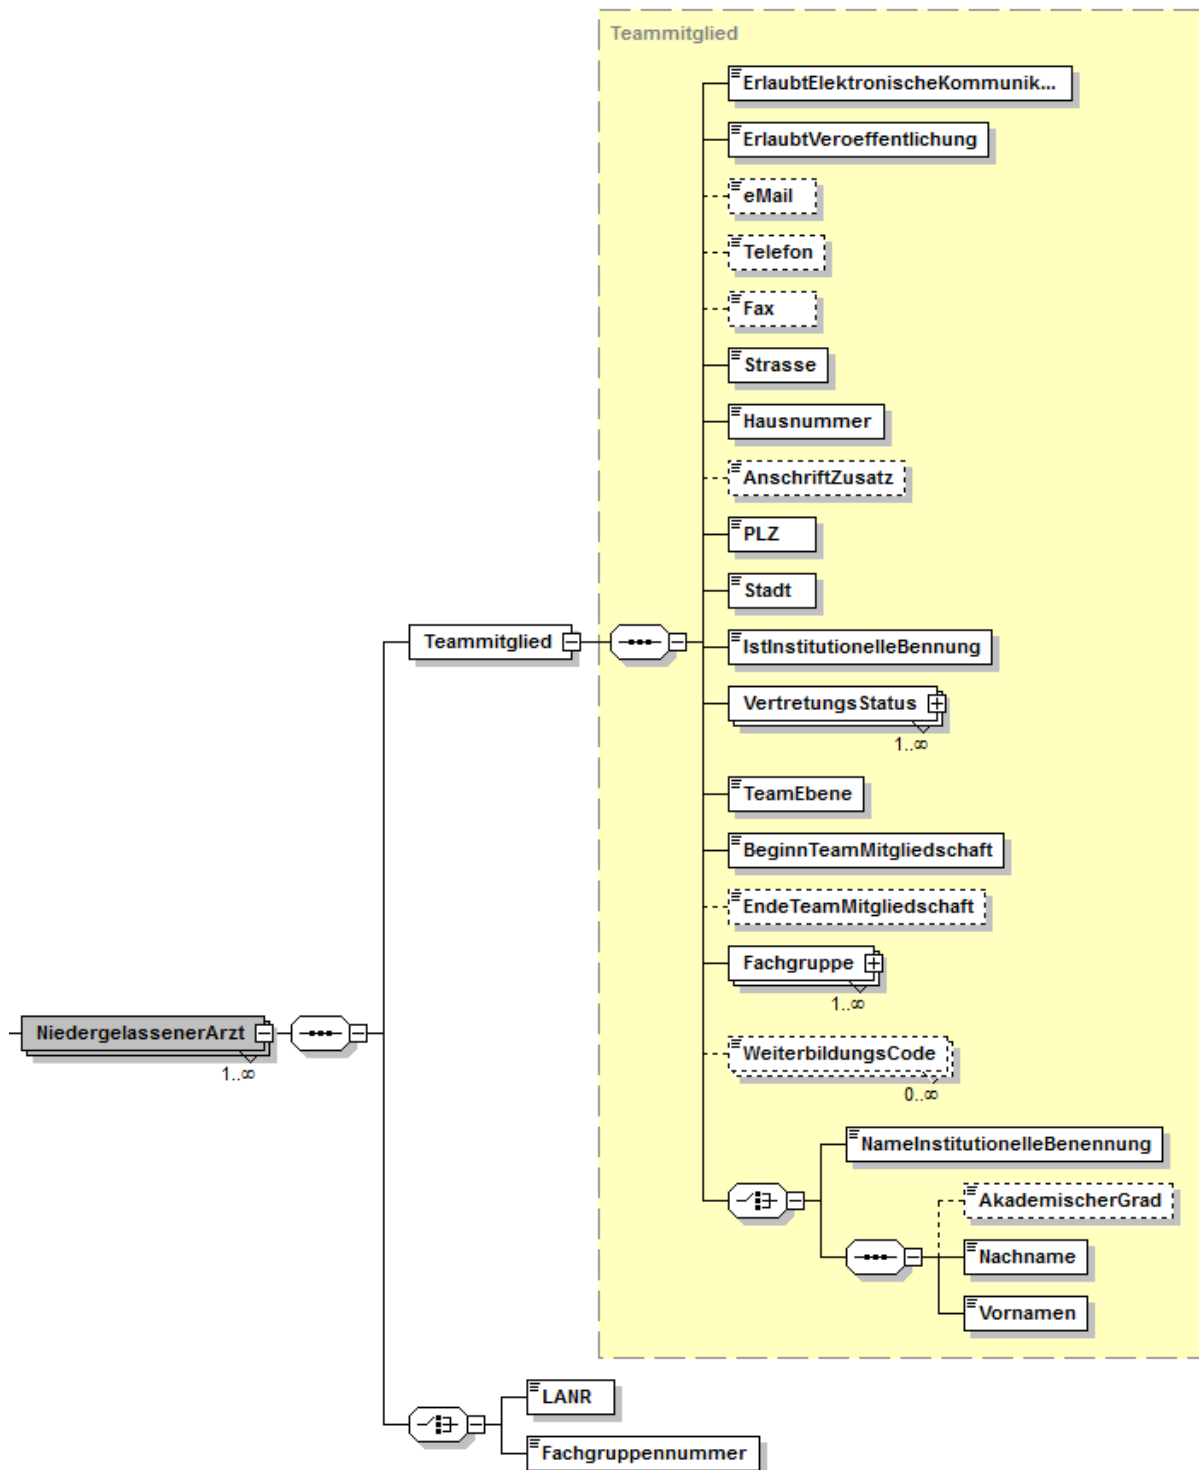 Teammitglied
ErlaubtElektronischeKommunik...
ErlaubtVeroeffentlichung
eMail
Telefon
Fax
Strasse
Hausnummer
AnschriftZusatz
PLZ
Stadt
Teammitglied
IstInstitutionelleBennung
VertretungsStatus
1..∞
TeamEbene
BeginnTeamMitgliedschaft
EndeTeamMitgliedschaft
Fachgruppe
1..∞
NiedergelassenerArzt
1..∞
WeiterbildungsCode
0..∞
NameInstitutionelleBenennung
AkademischerGrad
Nachname
Vornamen
LANR
Fachgruppennummer